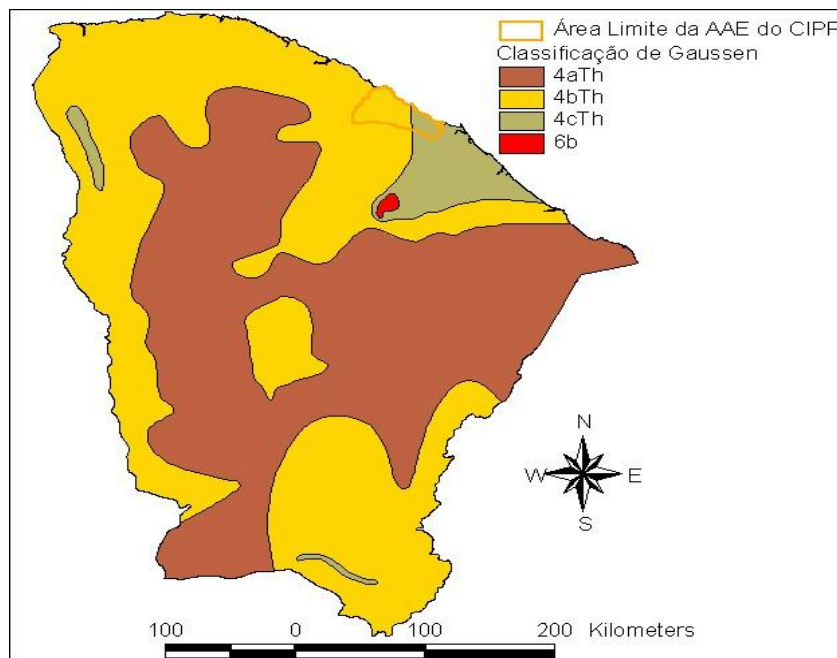 Área Limite da AAE do CIPP
Classificação de Gaussen
4aTh
4bTh
4cTh
6b
N
W E
S
100 0 100 200 Kilometers